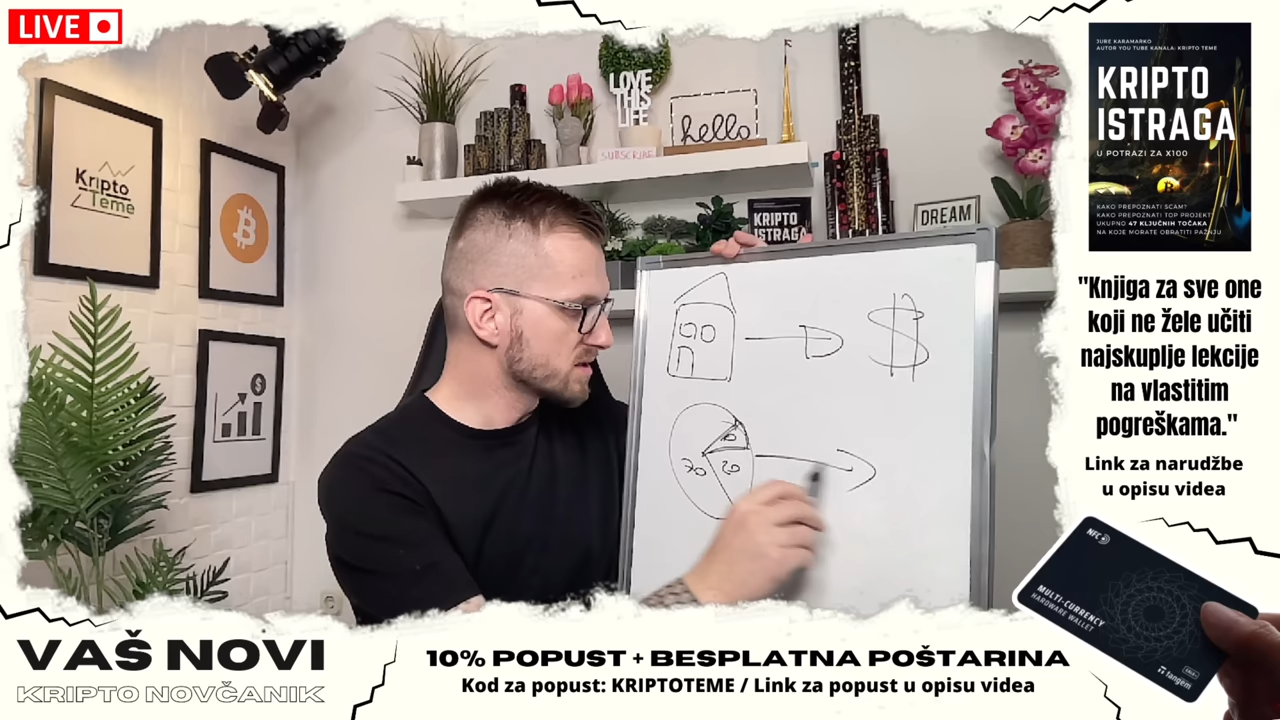 LIVE
Kripto
Teme
LOVE
THIS
LIFE
hello
SUBSCRIBE
KRIPTO
ISTRAGA
DREAM
$
JURE KARAMARKO
AUTOR YOU TUBE KANALA: KRIPTO TEME
KRIPTO
ISTRAGA
U POTRAZI ZA X100
KAKO PREPOZNATI SCAM?
KAKO PREPOZNATI TOP PROJEKT?
UKUPNO 47 KLJUČNIH TOČAKA
NA KOJE MORATE OBRATITI PAŽNJU
"Knjiga za sve one
koji ne žele učiti
najskuplje lekcije
na vlastitim
pogreškama."
Link za narudžbe
u opisu videa
NFC
MULTI-CURRENCY
HARDWARE WALLET
tangem
VAŠ NOVI
KRIPTO NOVČANIK
10% POPUST + BESPLATNA POŠTARINA
Kod za popust: KRIPTOTEME / Link za popust u opisu videa